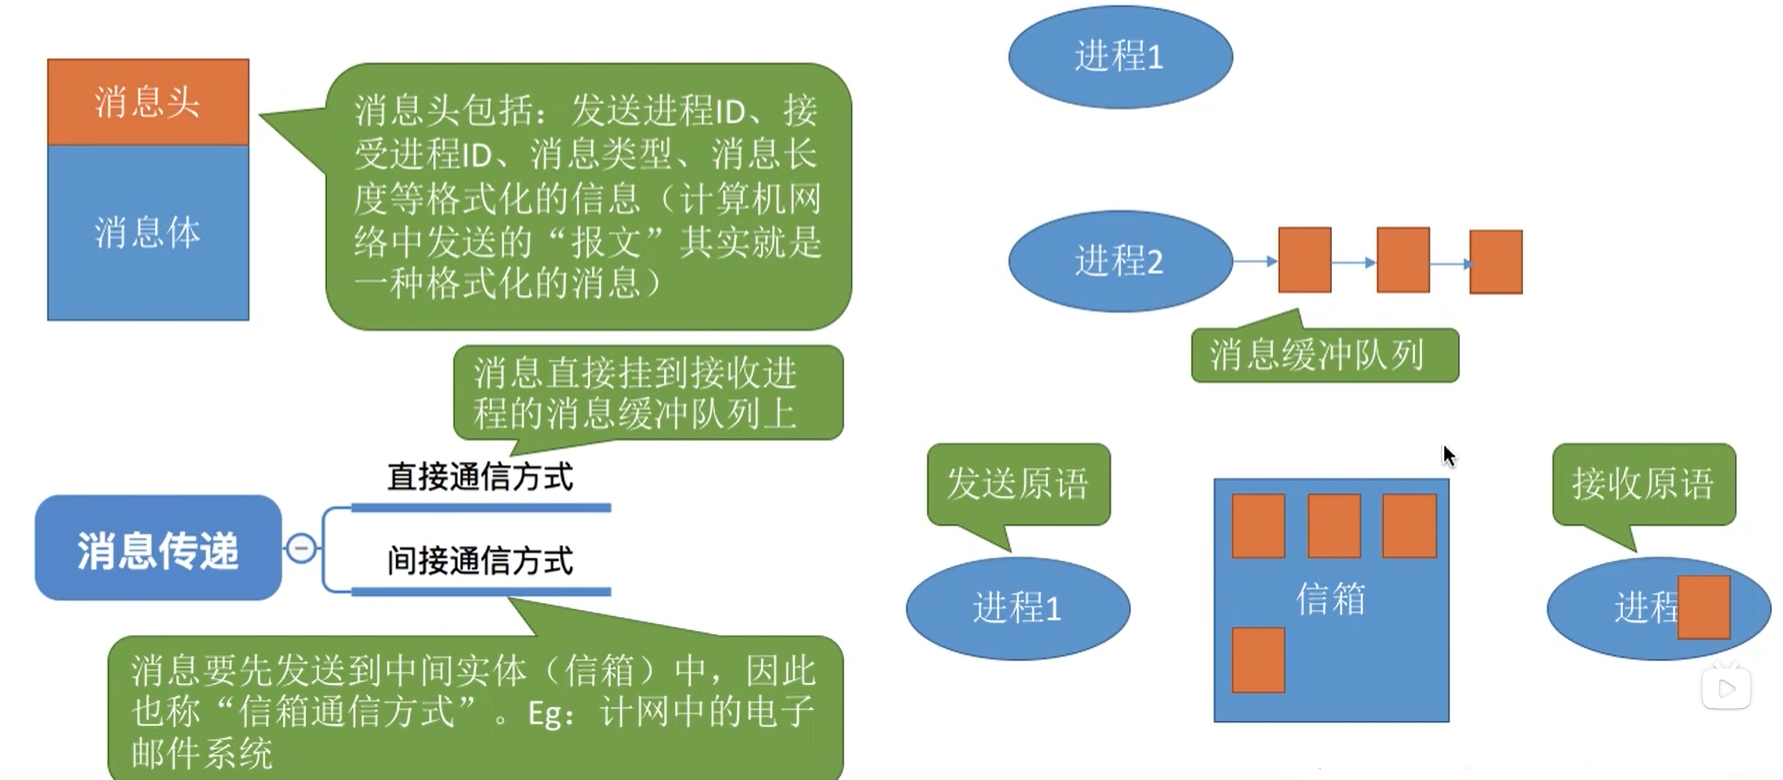 消息头
消息体
消息头包括：发送进程ID、接
受进程ID、消息类型、消息长
度等格式化的信息（计算机网
络中发送的“报文”其实就是
一种格式化的消息）
消息直接挂到接收进
程的消息缓冲队列上
消息传递
直接通信方式
间接通信方式
消息要先发送到中间实体（信箱）中，因此
也称“信箱通信方式”。Eg：计网中的电子
邮件系统
进程1
进程2
消息缓冲队列
发送原语
进程1
信箱
接收原语
进程